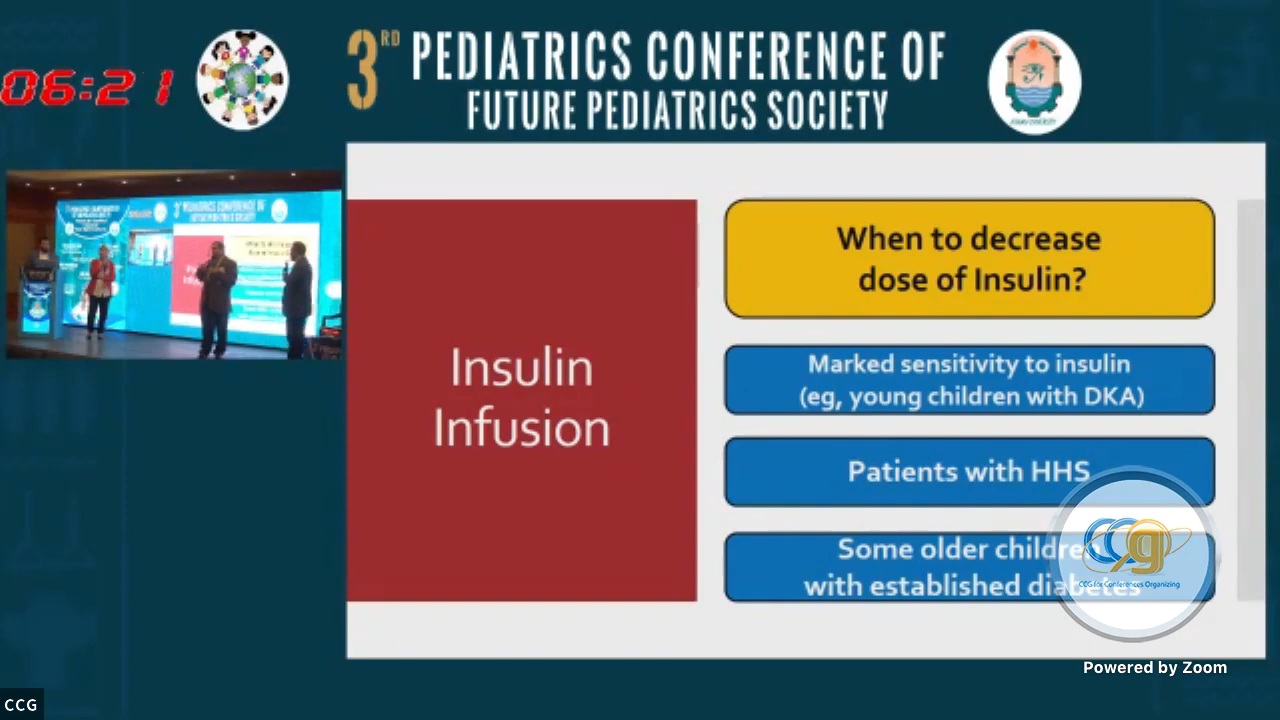 06:21
3RD PEDIATRICS CONFERENCE OF
FUTURE PEDIATRICS SOCIETY
Insulin
Infusion
When to decrease
dose of Insulin?
Marked sensitivity to insulin
(eg, young children with DKA)
Patients with HHS
Some older children
with established diabetes
CCg
CCG for Conferences Organizing
Powered by Zoom
CCG